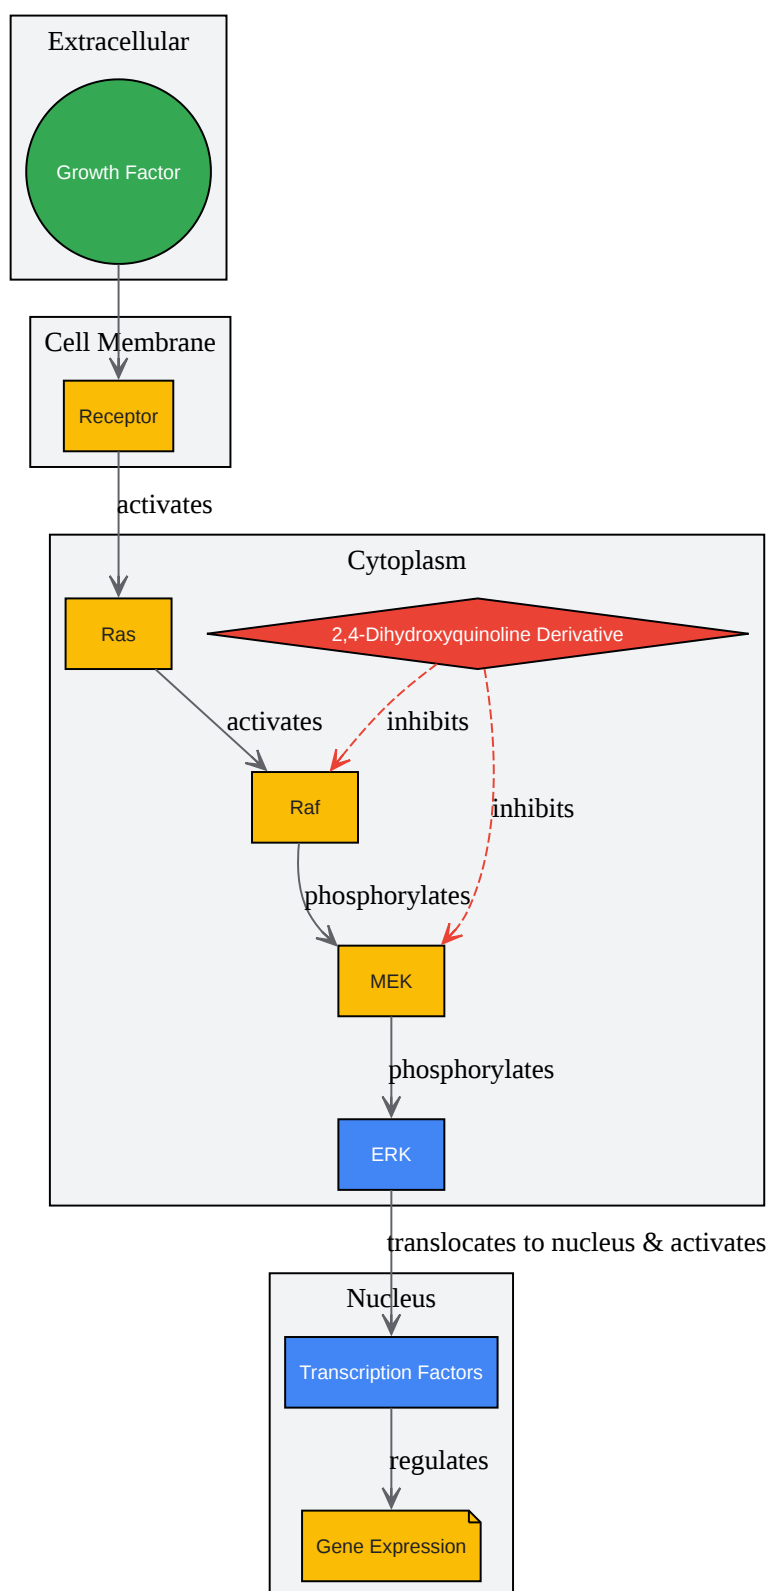 Extracellular
Growth Factor
Cell Membrane
Receptor
activates
Cytoplasm
Ras
2,4-Dihydroxyquinoline Derivative
activates
inhibits
Raf
inhibits
phosphorylates
MEK
phosphorylates
ERK
translocates to nucleus & activates
Nucleus
Transcription Factors
regulates
Gene Expression